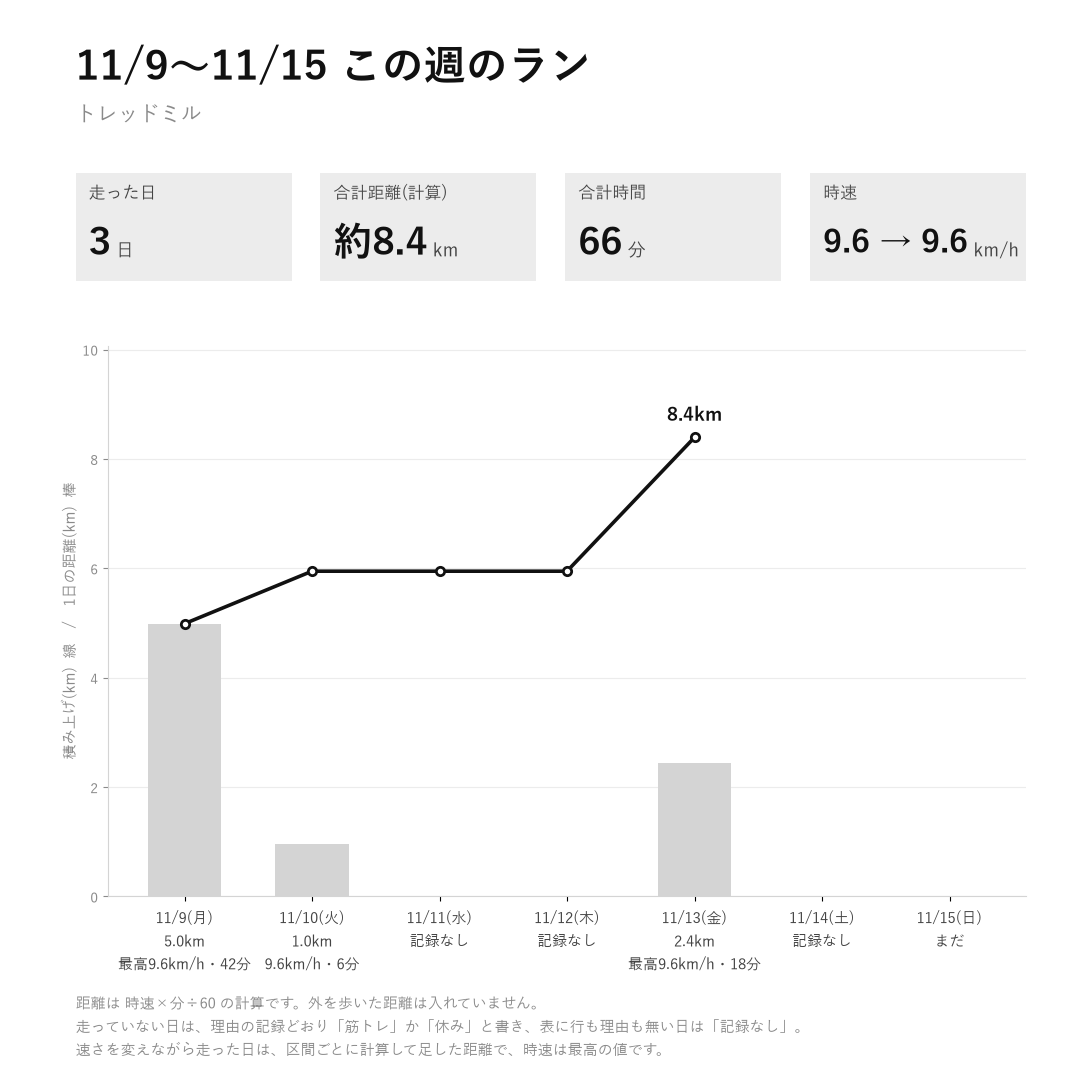 11/9〜11/15 この週のラン
トレッドミル
走った日
3 日
合計距離(計算)
約8.4 km
合計時間
66 分
時速
9.6 → 9.6 km/h
積み上げ(km) 線 / 1日の距離(km) 棒
10
8
6
4
2
0
8.4km
11/9(月)
5.0km
最高9.6km/h・42分
11/10(火)
1.0km
9.6km/h・6分
11/11(水)
記録なし
11/12(木)
記録なし
11/13(金)
2.4km
最高9.6km/h・18分
11/14(土)
記録なし
11/15(日)
まだ
距離は 時速×分÷60 の計算です。外を歩いた距離は入れていません。
走っていない日は、理由の記録どおり「筋トレ」か「休み」と書き、表に行も理由も無い日は「記録なし」。
速さを変えながら走った日は、区間ごとに計算して足した距離で、時速は最高の値です。